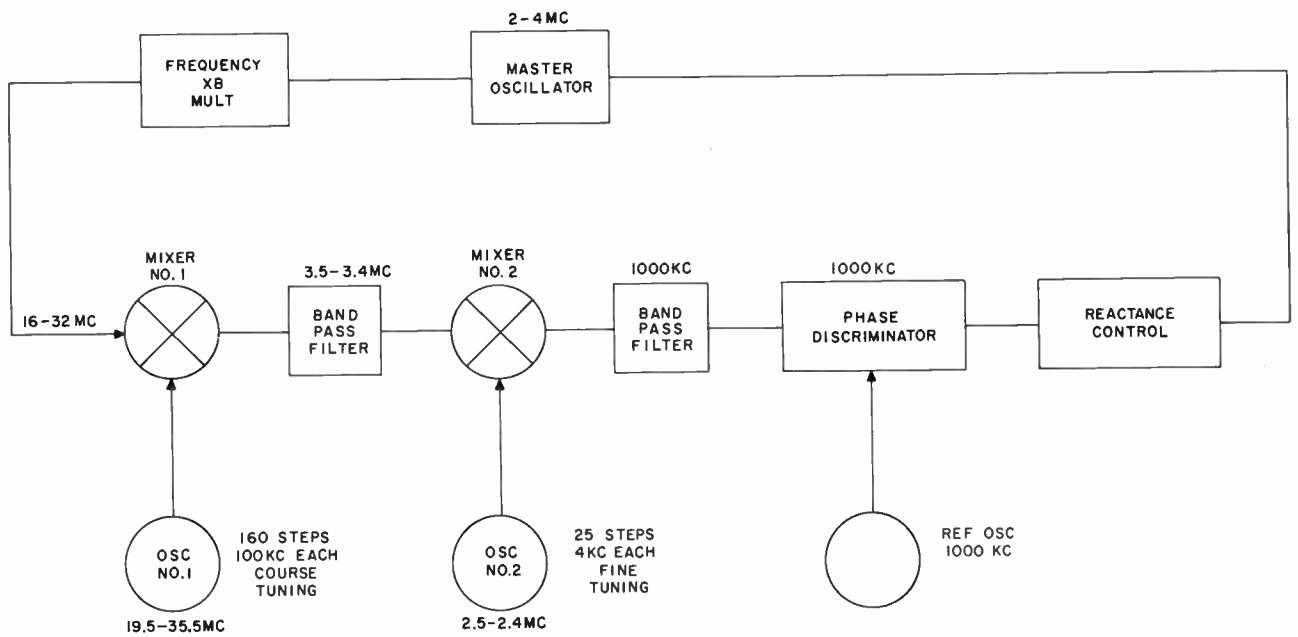 2-4MC
FREQUENCY
X8
MULT
MASTER
OSCILLATOR
MIXER
NO. 1
3.5-3.4MC
MIXER
NO. 2
1000KC
1000KC
16-32 MC
BAND
PASS
FILTER
BAND
PASS
FILTER
PHASE
DISCRIMINATOR
REACTANCE
CONTROL
OSC
NO.1
160 STEPS
100KC EACH
COURSE
TUNING
19.5-35.5MC
OSC
NO.2
25 STEPS
4KC EACH
FINE
TUNING
2.5-2.4MC
REF OSC
1000 KC